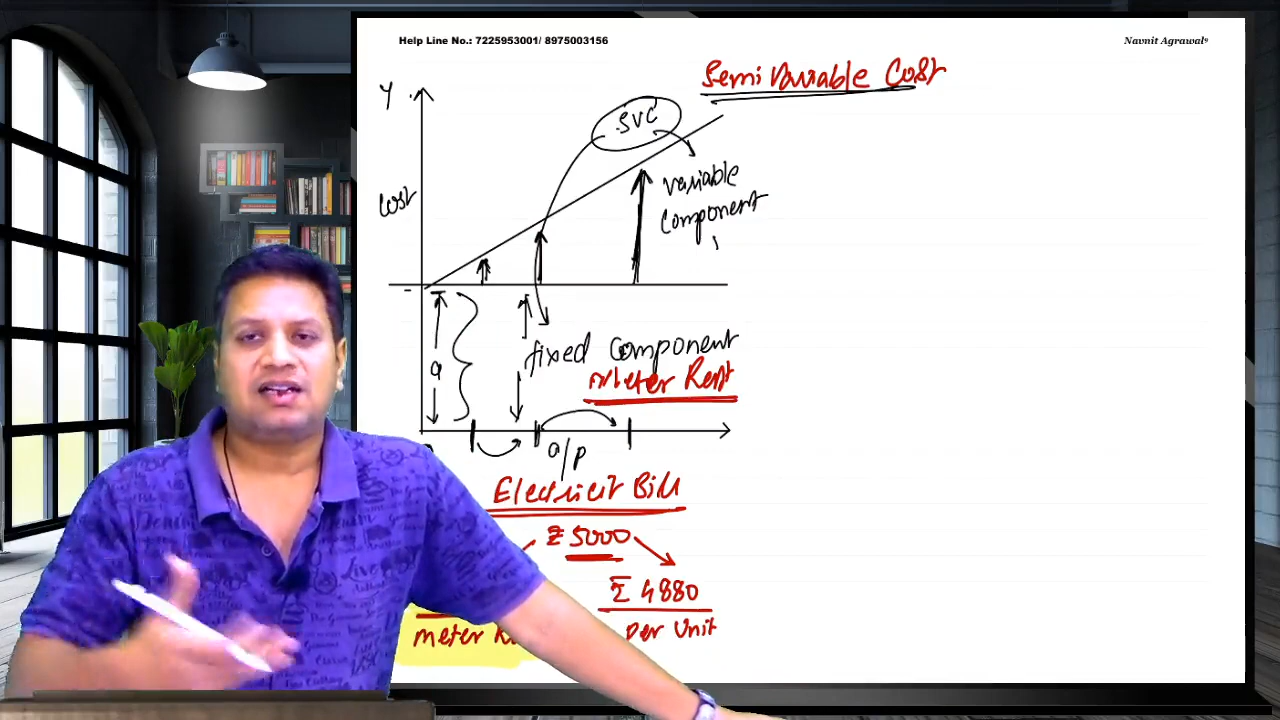 Help Line No.: 7225953001/ 8975003156
Navnit Agrawal9
Semi Variable Cost
Y
SVC
Cost
variable
component
a
fixed component
Meter Rent
o/p
Electricit Bill
₹ 5000
₹ 4880
meter
Per Unit